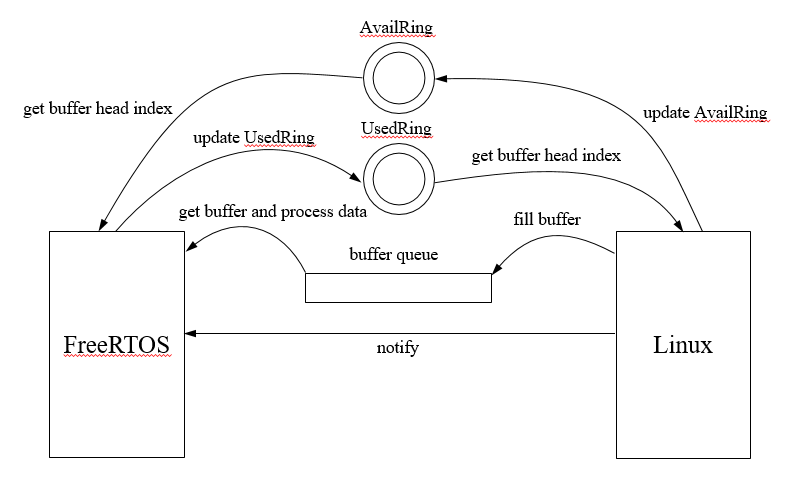 AvailRing
get buffer head index
update AvailRing
UsedRing
update UsedRing
get buffer head index
get buffer and process data
fill buffer
buffer queue
FreeRTOS
Linux
notify